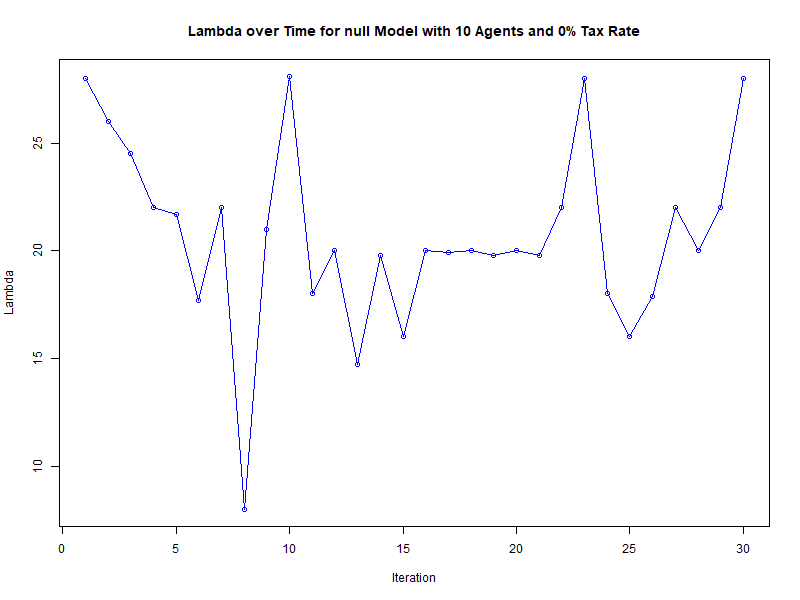 Lambda over Time for null Model with 10 Agents and 0% Tax Rate
Lambda
25
20
15
10
0 5 10 15 20 25 30
Iteration